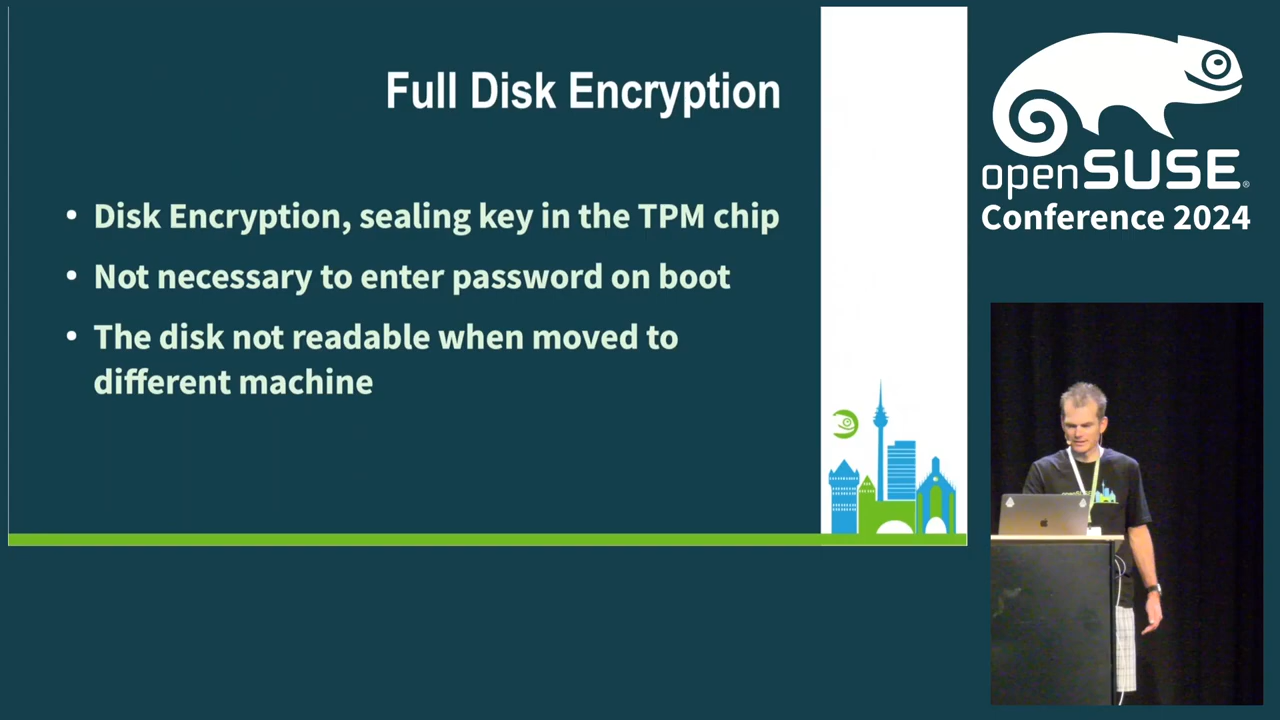 Full Disk Encryption
• Disk Encryption, sealing key in the TPM chip
• Not necessary to enter password on boot
• The disk not readable when moved to
different machine
openSUSE®
Conference 2024